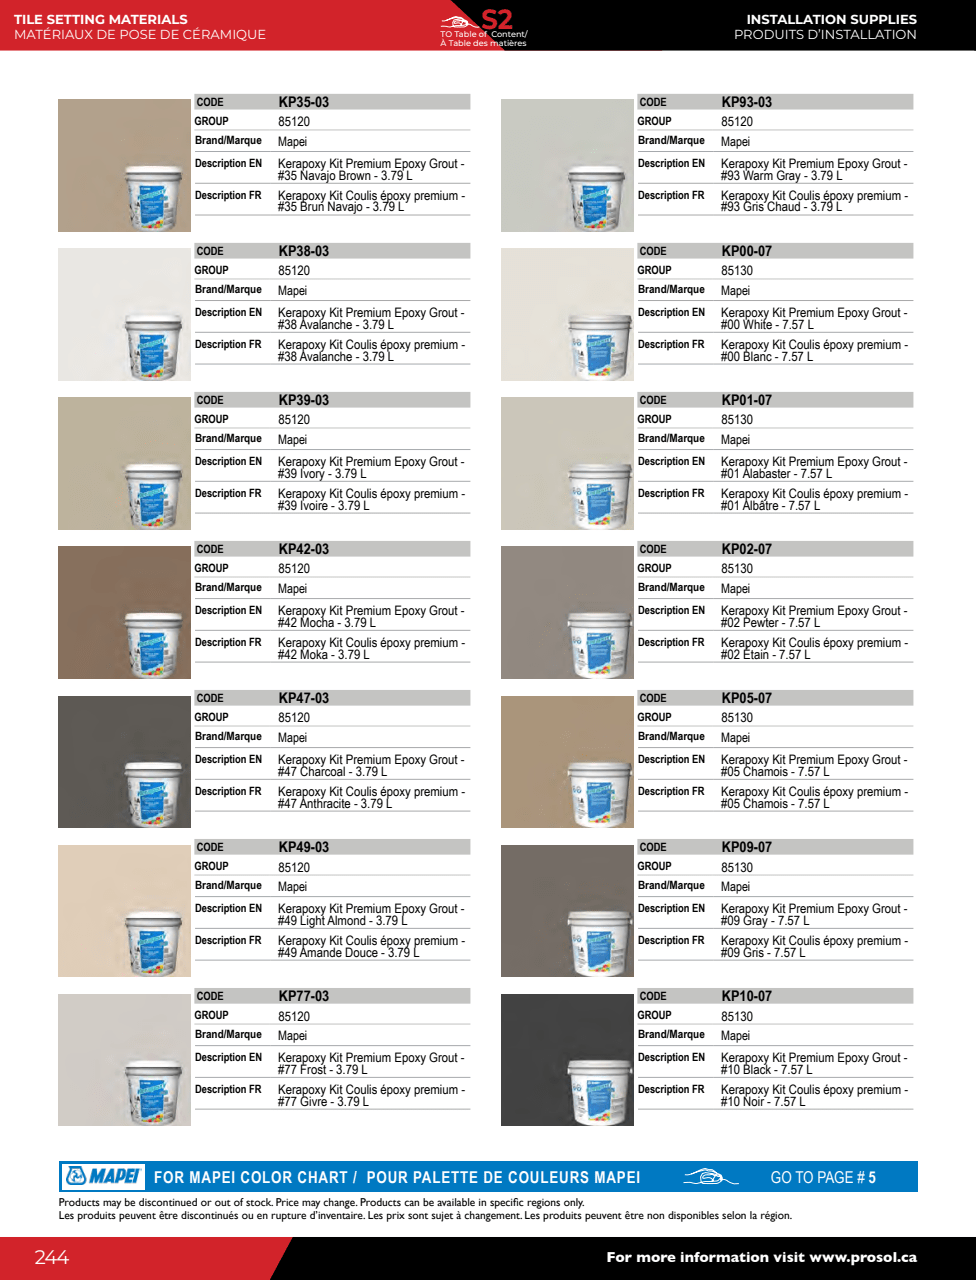 TILE SETTING MATERIALS
MATÉRIAUX DE POSE DE CÉRAMIQUE
S2
TO Table of Content/
À Table des matières
INSTALLATION SUPPLIES
PRODUITS D'INSTALLATION
CODE KP35-03
GROUP 85120
Brand/Marque Mapei
Description EN Kerapoxy Kit Premium Epoxy Grout -
#35 Navajo Brown - 3.79 L
Description FR Kerapoxy Kit Coulis époxy premium -
#35 Brun Navajo - 3.79 L
CODE KP38-03
GROUP 85120
Brand/Marque Mapei
Description EN Kerapoxy Kit Premium Epoxy Grout -
#38 Avalanche - 3.79 L
Description FR Kerapoxy Kit Coulis époxy premium -
#38 Avalanche - 3.79 L
CODE KP39-03
GROUP 85120
Brand/Marque Mapei
Description EN Kerapoxy Kit Premium Epoxy Grout -
#39 Ivory - 3.79 L
Description FR Kerapoxy Kit Coulis époxy premium -
#39 Ivoire - 3.79 L
CODE KP42-03
GROUP 85120
Brand/Marque Mapei
Description EN Kerapoxy Kit Premium Epoxy Grout -
#42 Mocha - 3.79 L
Description FR Kerapoxy Kit Coulis époxy premium -
#42 Moka - 3.79 L
CODE KP47-03
GROUP 85120
Brand/Marque Mapei
Description EN Kerapoxy Kit Premium Epoxy Grout -
#47 Charcoal - 3.79 L
Description FR Kerapoxy Kit Coulis époxy premium -
#47 Anthracite - 3.79 L
CODE KP49-03
GROUP 85120
Brand/Marque Mapei
Description EN Kerapoxy Kit Premium Epoxy Grout -
#49 Light Almond - 3.79 L
Description FR Kerapoxy Kit Coulis époxy premium -
#49 Amande Douce - 3.79 L
CODE KP77-03
GROUP 85120
Brand/Marque Mapei
Description EN Kerapoxy Kit Premium Epoxy Grout -
#77 Frost - 3.79 L
Description FR Kerapoxy Kit Coulis époxy premium -
#77 Givre - 3.79 L
CODE KP93-03
GROUP 85120
Brand/Marque Mapei
Description EN Kerapoxy Kit Premium Epoxy Grout -
#93 Warm Gray - 3.79 L
Description FR Kerapoxy Kit Coulis époxy premium -
#93 Gris Chaud - 3.79 L
CODE KP00-07
GROUP 85130
Brand/Marque Mapei
Description EN Kerapoxy Kit Premium Epoxy Grout -
#00 White - 7.57 L
Description FR Kerapoxy Kit Coulis époxy premium -
#00 Blanc - 7.57 L
CODE KP01-07
GROUP 85130
Brand/Marque Mapei
Description EN Kerapoxy Kit Premium Epoxy Grout -
#01 Alabaster - 7.57 L
Description FR Kerapoxy Kit Coulis époxy premium -
#01 Albâtre - 7.57 L
CODE KP02-07
GROUP 85130
Brand/Marque Mapei
Description EN Kerapoxy Kit Premium Epoxy Grout -
#02 Pewter - 7.57 L
Description FR Kerapoxy Kit Coulis époxy premium -
#02 Étain - 7.57 L
CODE KP05-07
GROUP 85130
Brand/Marque Mapei
Description EN Kerapoxy Kit Premium Epoxy Grout -
#05 Chamois - 7.57 L
Description FR Kerapoxy Kit Coulis époxy premium -
#05 Chamois - 7.57 L
CODE KP09-07
GROUP 85130
Brand/Marque Mapei
Description EN Kerapoxy Kit Premium Epoxy Grout -
#09 Gray - 7.57 L
Description FR Kerapoxy Kit Coulis époxy premium -
#09 Gris - 7.57 L
CODE KP10-07
GROUP 85130
Brand/Marque Mapei
Description EN Kerapoxy Kit Premium Epoxy Grout -
#10 Black - 7.57 L
Description FR Kerapoxy Kit Coulis époxy premium -
#10 Noir - 7.57 L
MAPEI FOR MAPEI COLOR CHART / POUR PALETTE DE COULEURS MAPEI GO TO PAGE # 5
Products may be discontinued or out of stock. Price may change. Products can be available in specific regions only.
Les produits peuvent être discontinués ou en rupture d'inventaire. Les prix sont sujet à changement. Les produits peuvent être non disponibles selon la région.
244
For more information visit www.prosol.ca